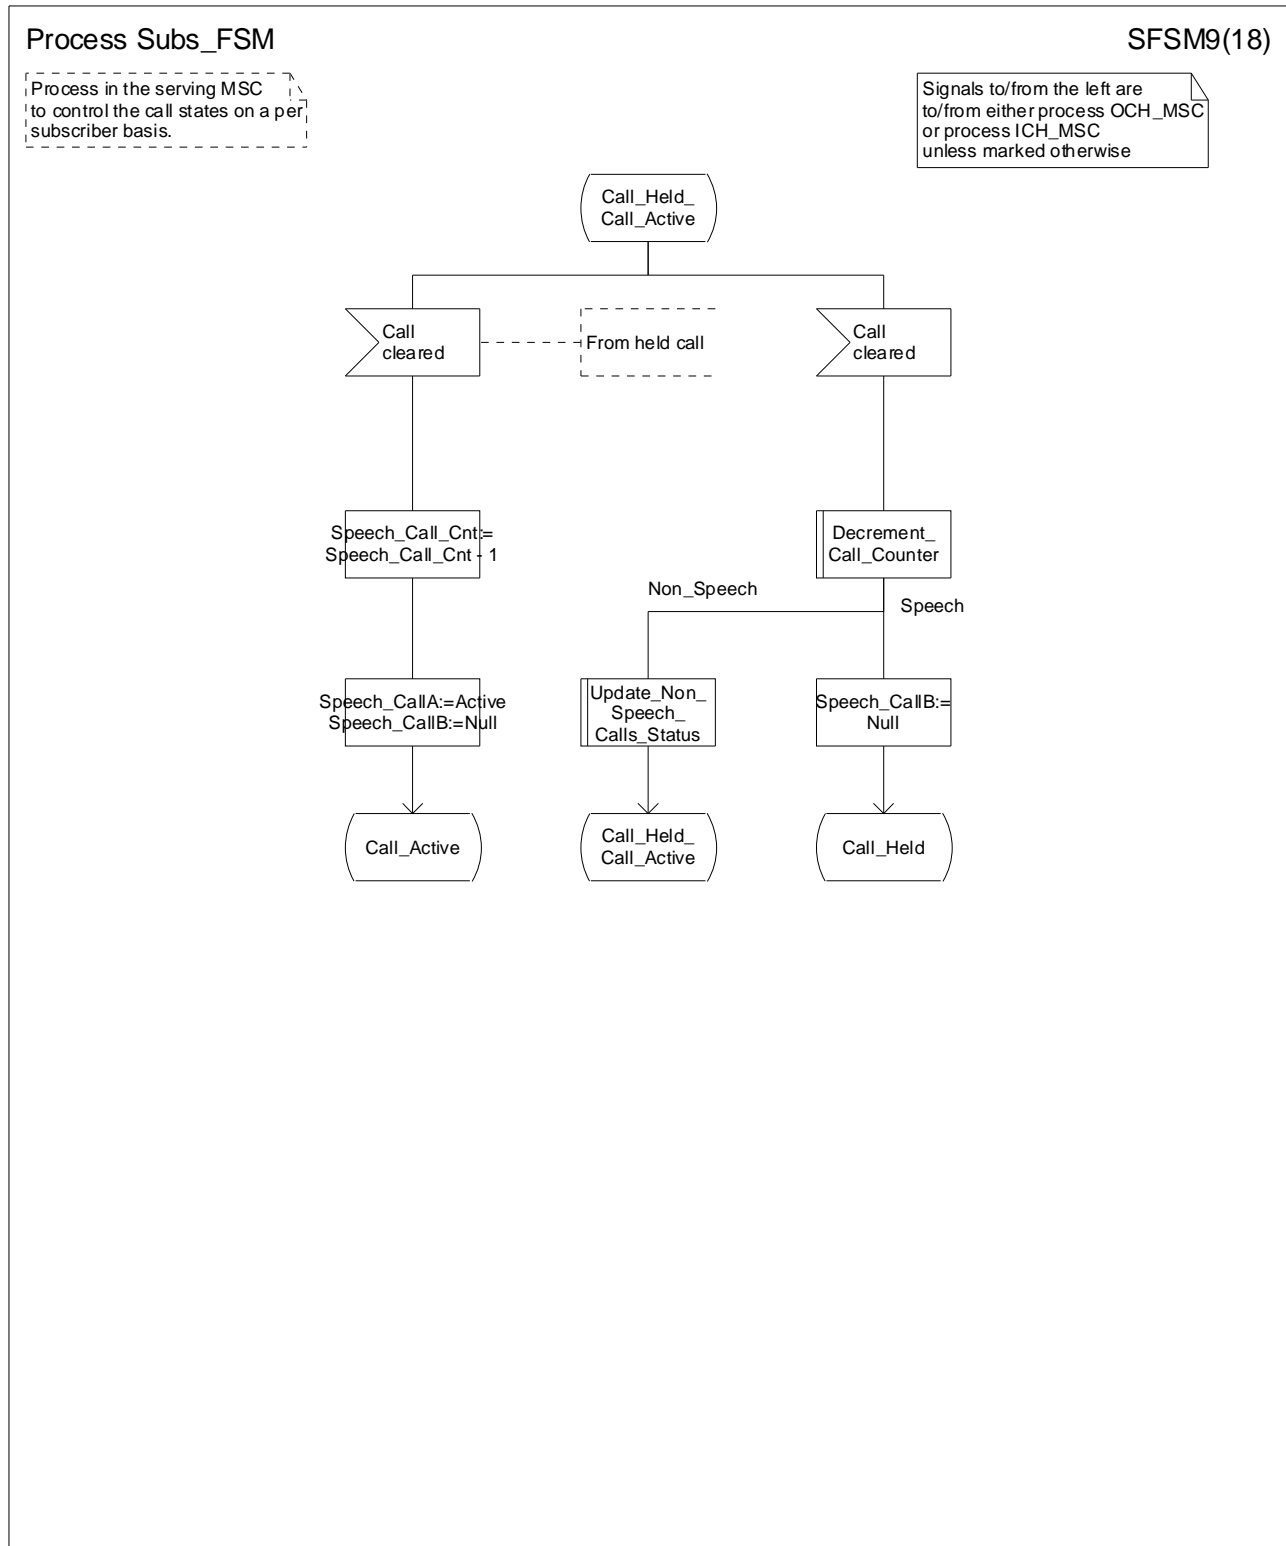 Process Subs_FSM
SFSM9(18)
Process in the serving MSC
to control the call states on a per
subscriber basis.
Signals to/from the left are
to/from either process OCH_MSC
or process ICH_MSC
unless marked otherwise
Call_Held_
Call_Active
Call
cleared
From held call
Call
cleared
Speech_Call_Cnt:=
Speech_Call_Cnt - 1
Decrement_
Call_Counter
Non_Speech
Speech
Speech_CallA:=Active
Speech_CallB:=Null
Update_Non_
Speech_
Calls_Status
Speech_CallB:=
Null
Call_Active
Call_Held_
Call_Active
Call_Held